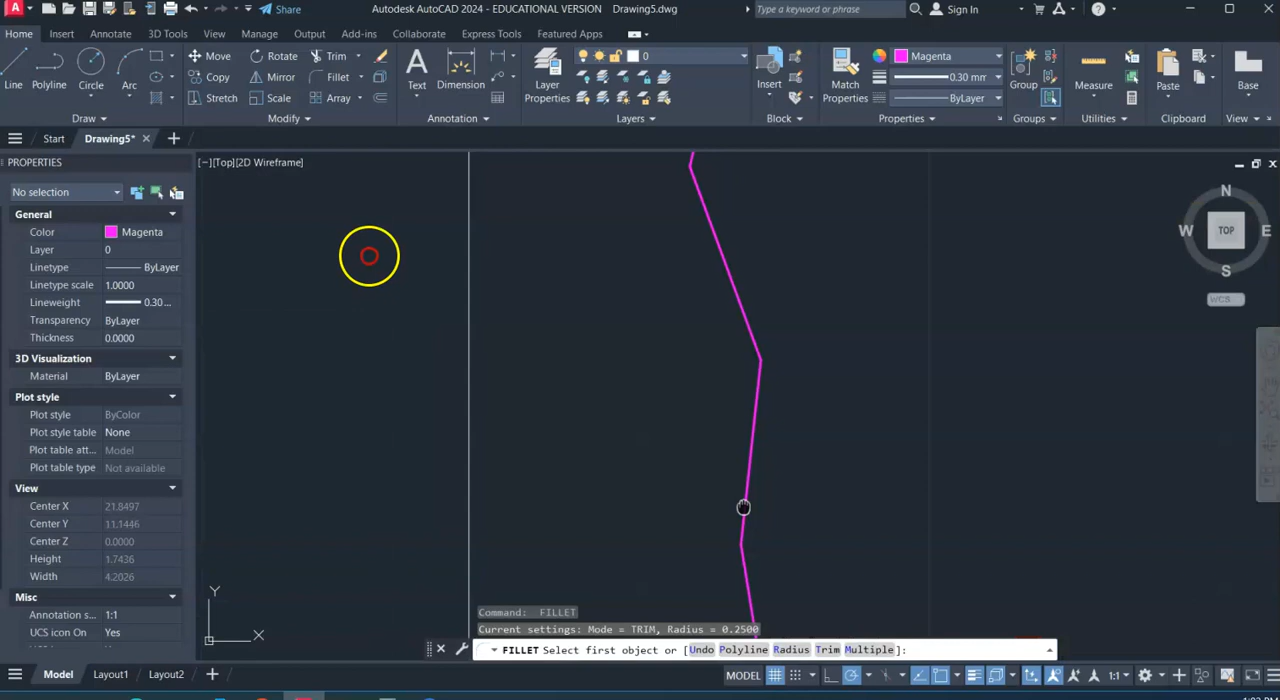 A Share Autodesk AutoCAD 2024 - EDUCATIONAL VERSION Drawing5.dwg Type a keyword or phrase Sign In
Home Insert Annotate 3D Tools View Manage Output Add-ins Collaborate Express Tools Featured Apps
Line Polyline Circle Arc Move Rotate Trim Text Dimension Layer Properties 0 Insert Match Properties Magenta Group Measure Paste Base
Copy Mirror Fillet 0.30 mm
Stretch Scale Array ByLayer
Draw Modify Annotation Layers Block Properties Groups Utilities Clipboard View
Start Drawing5*
PROPERTIES
[−][Top][2D Wireframe]
No selection
N
General
Color Magenta
W TOP E
Layer 0
Linetype ByLayer
S
Linetype scale 1.0000
WCS
Lineweight 0.30...
Transparency ByLayer
Thickness 0.0000
3D Visualization
Material ByLayer
Plot style
Plot style ByColor
Plot style table None
Plot table att... Model
Plot table type Not available
View
Center X 21.8497
Center Y 11.1446
Center Z 0.0000
Height 1.7436
Width 4.2026
Y
Misc
Command: FILLET
Annotation s... 1:1
Current settings: Mode = TRIM, Radius = 0.2500
UCS icon On Yes
X
FILLET Select first object or [Undo Polyline Radius Trim Multiple]:
Model Layout1 Layout2 + MODEL 1:1